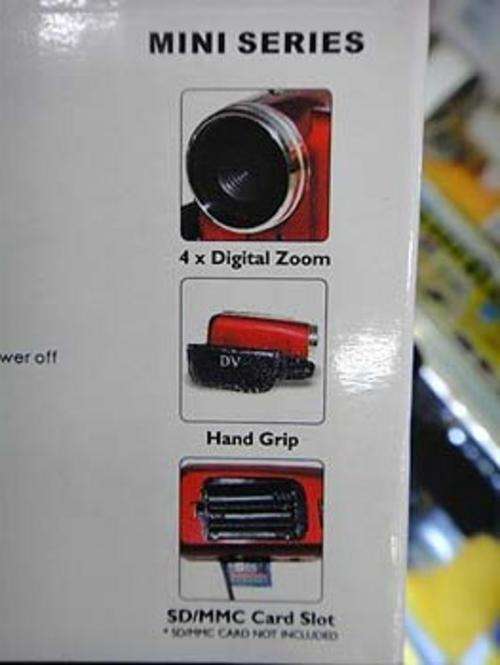 MINI SERIES
4 x Digital Zoom
wer off
DV
Hand Grip
SD/MMC Card Slot
* SD/MMC CARD NOT INCLUDED